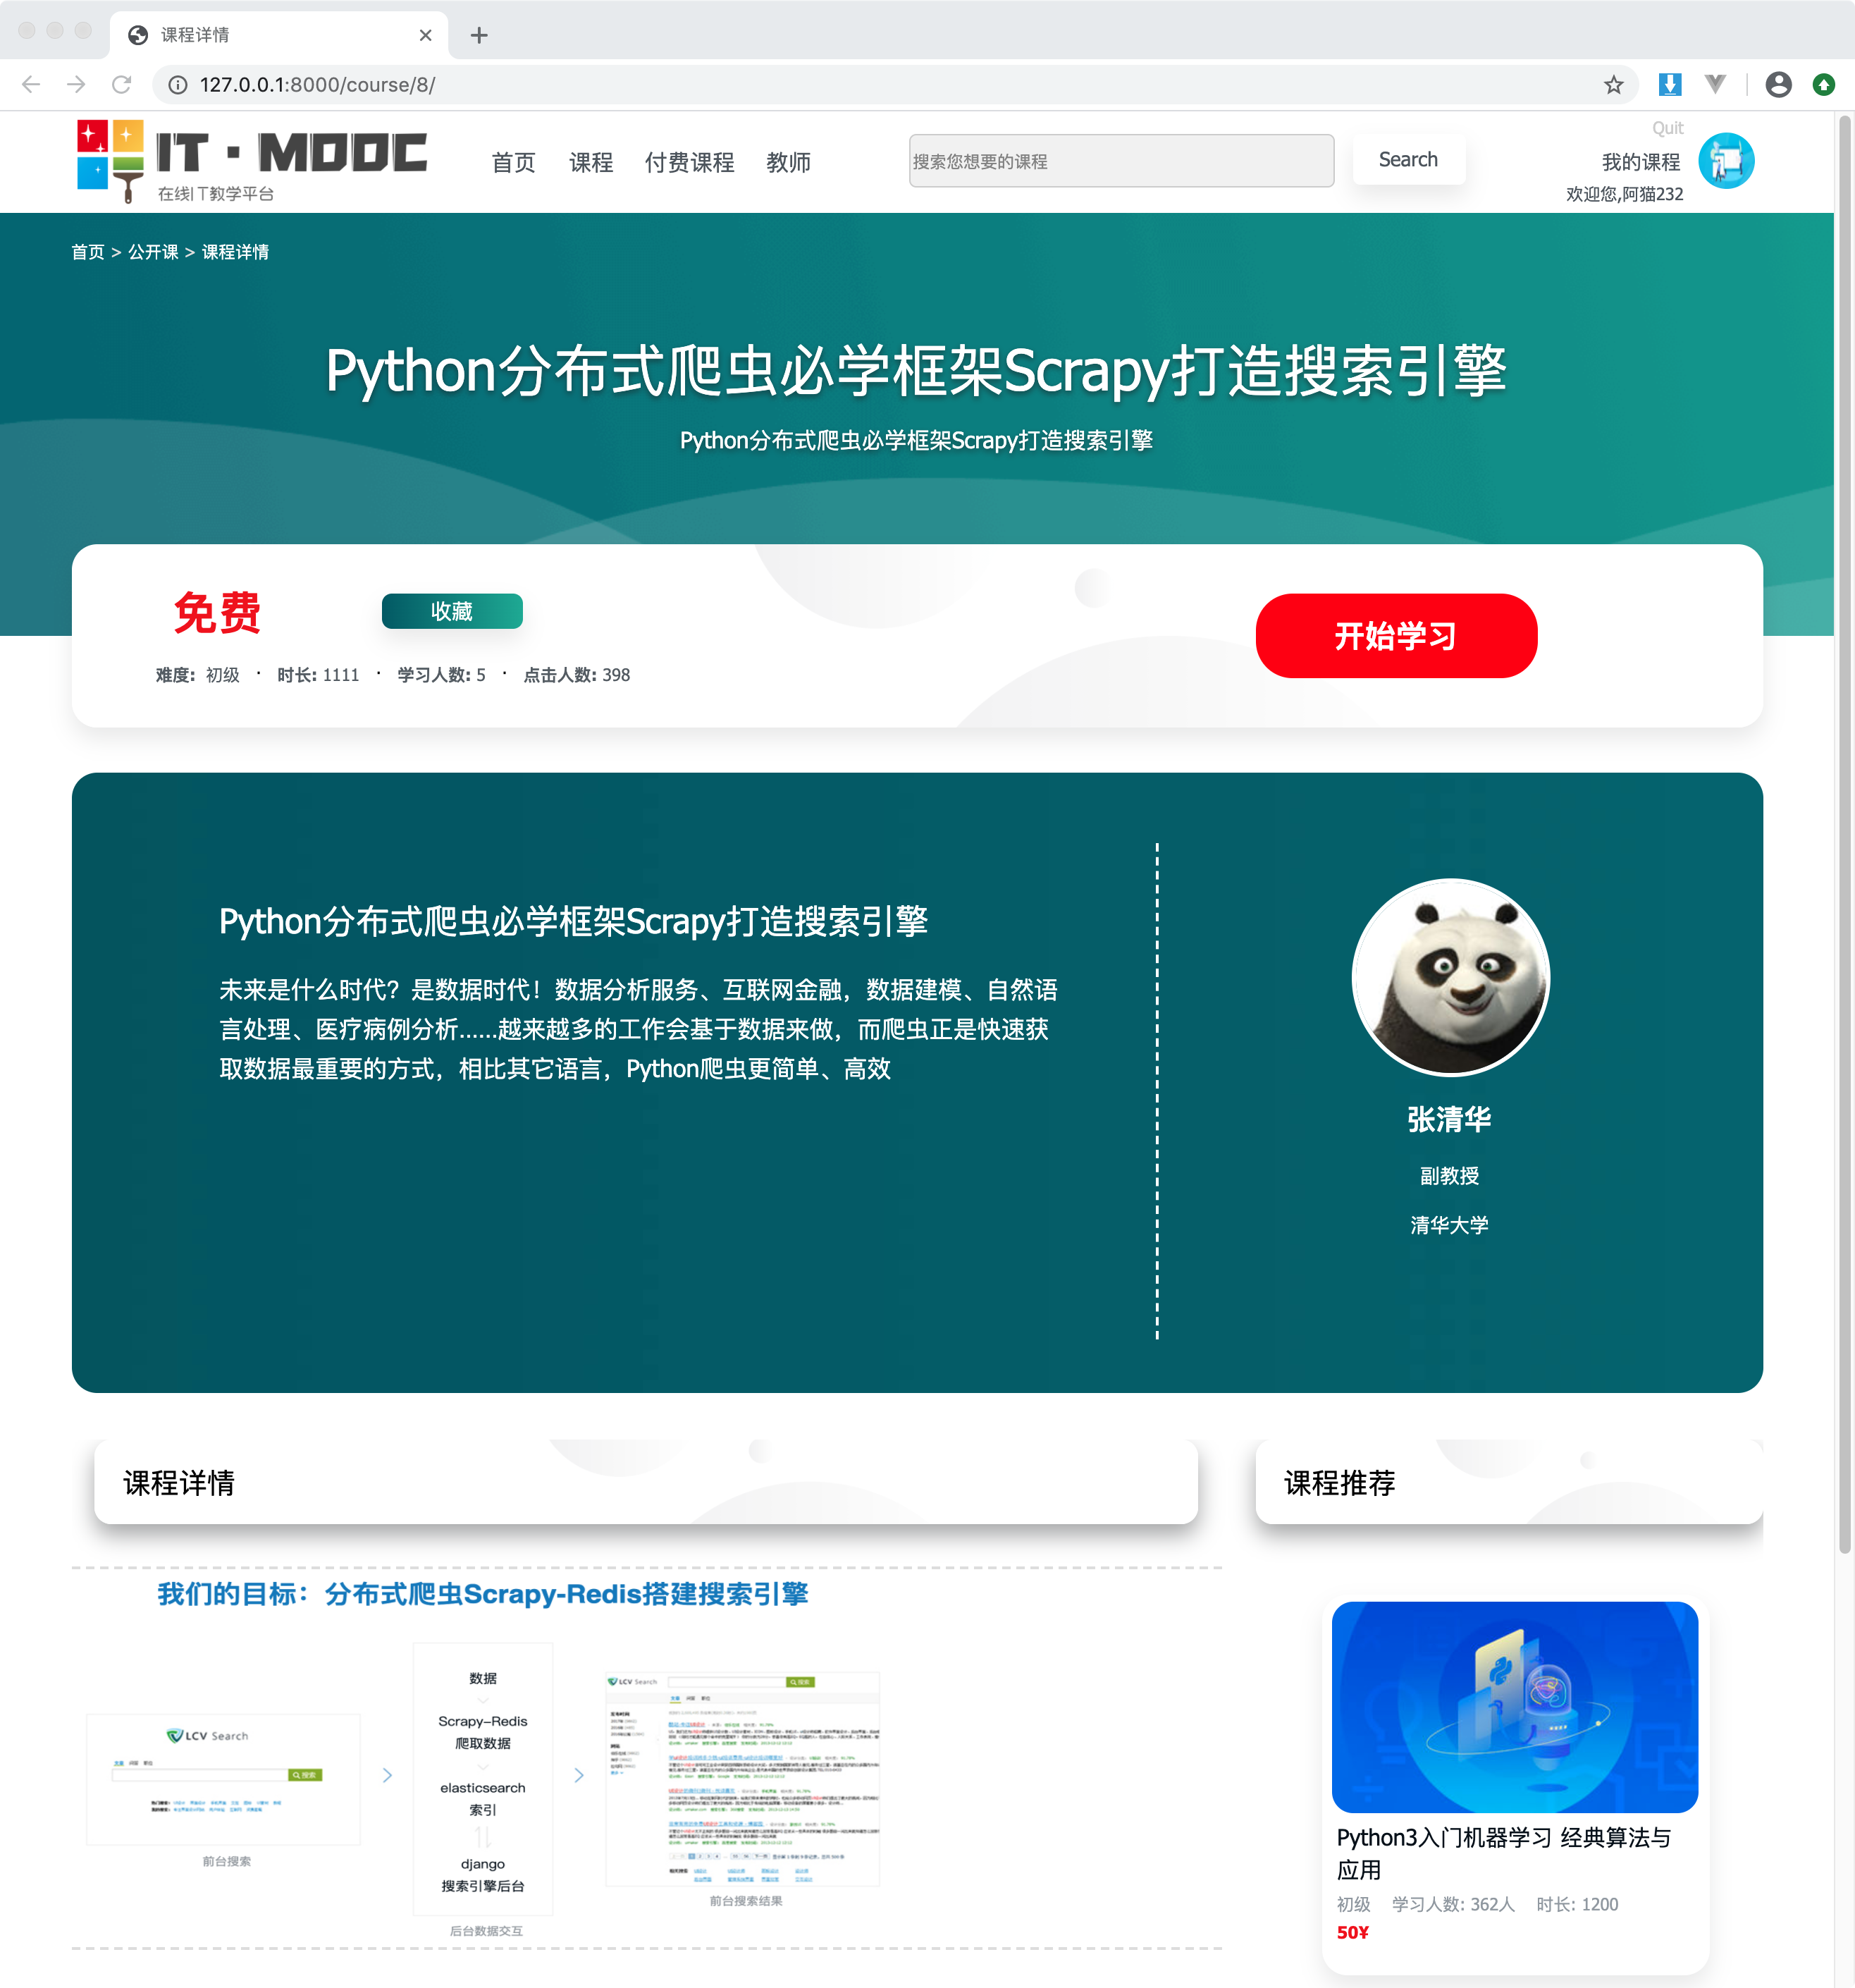 课程详情
127.0.0.1:8000/course/8/
IT·MOOC
在线IT教学平台
首页 课程 付费课程 教师
搜索您想要的课程
Search
Quit
我的课程
欢迎您,阿猫232
首页 > 公开课 > 课程详情
Python分布式爬虫必学框架Scrapy打造搜索引擎
Python分布式爬虫必学框架Scrapy打造搜索引擎
免费
收藏
开始学习
难度: 初级 · 时长: 1111 · 学习人数: 5 · 点击人数: 398
Python分布式爬虫必学框架Scrapy打造搜索引擎
未来是什么时代？是数据时代！数据分析服务、互联网金融，数据建模、自然语
言处理、医疗病例分析......越来越多的工作会基于数据来做，而爬虫正是快速获
取数据最重要的方式，相比其它语言，Python爬虫更简单、高效
张清华
副教授
清华大学
课程详情
课程推荐
我们的目标：分布式爬虫Scrapy-Redis搭建搜索引擎
LCV Search
搜索
前台搜索
数据
Scrapy-Redis
爬取数据
elasticsearch
索引
django
搜索引擎后台
后台数据交互
LCV Search
搜索
前台搜索结果
Python3入门机器学习 经典算法与
应用
初级 学习人数: 362人 时长: 1200
50¥